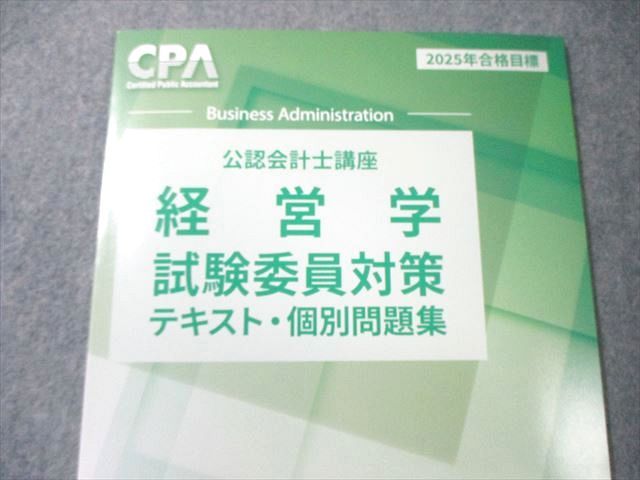 CPA
Certified Public Accountant
2025年合格目標
Business Administration
公認会計士講座
経営学
試験委員対策
テキスト・個別問題集